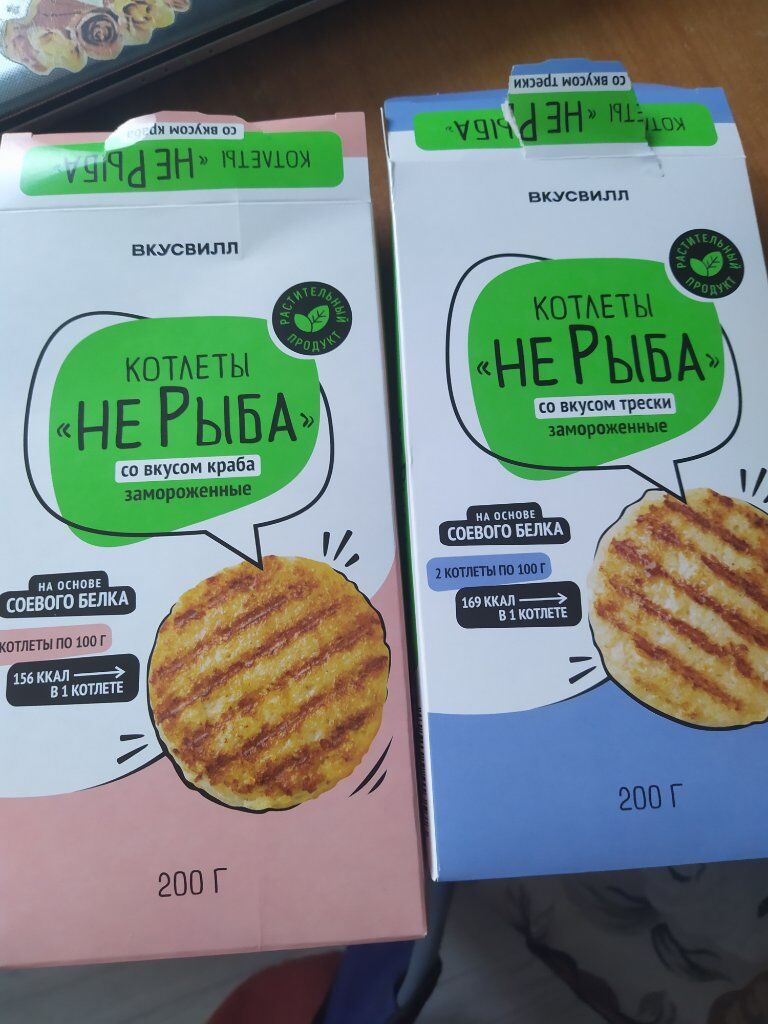 со вкусом краба
КОТЛЕТЫ «НЕ РЫБА»
ВКУСВИЛЛ
РАСТИТЕЛЬНЫЙ
ПРОДУКТ
КОТЛЕТЫ
«НЕ РЫБА»
со вкусом краба
замороженные
НА ОСНОВЕ
СОЕВОГО БЕЛКА
КОТЛЕТЫ ПО 100 Г
156 ККАЛ
В 1 КОТЛЕТЕ
200 Г
со вкусом трески
КОТЛЕТЫ «НЕ РЫБА»
ВКУСВИЛЛ
РАСТИТЕЛЬНЫЙ
ПРОДУКТ
КОТЛЕТЫ
«НЕ РЫБА»
со вкусом трески
замороженные
НА ОСНОВЕ
СОЕВОГО БЕЛКА
2 КОТЛЕТЫ ПО 100 Г
169 ККАЛ
В 1 КОТЛЕТЕ
200 Г